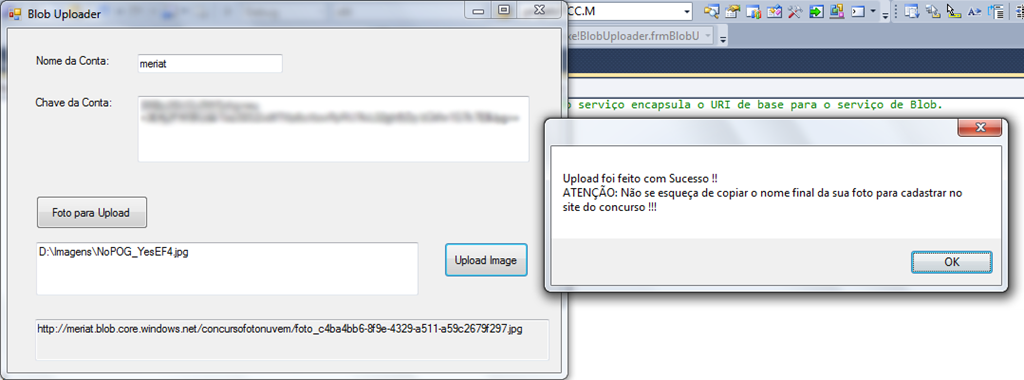 Blob Uploader
CC.M
Nome da Conta:
meriat
xe!BlobUploader.frmBlobU
Chave da Conta:
o serviço encapsula o URI de base para o serviço de Blob.
Upload foi feito com Sucesso !!
ATENÇÃO: Não se esqueça de copiar o nome final da sua foto para cadastrar no
site do concurso !!!
OK
Foto para Upload
D:\Imagens\NoPOG_YesEF4.jpg
Upload Image
http://meriat.blob.core.windows.net/concursofotonuvem/foto_c4ba4bb6-8f9e-4329-a511-a59c2679f297.jpg